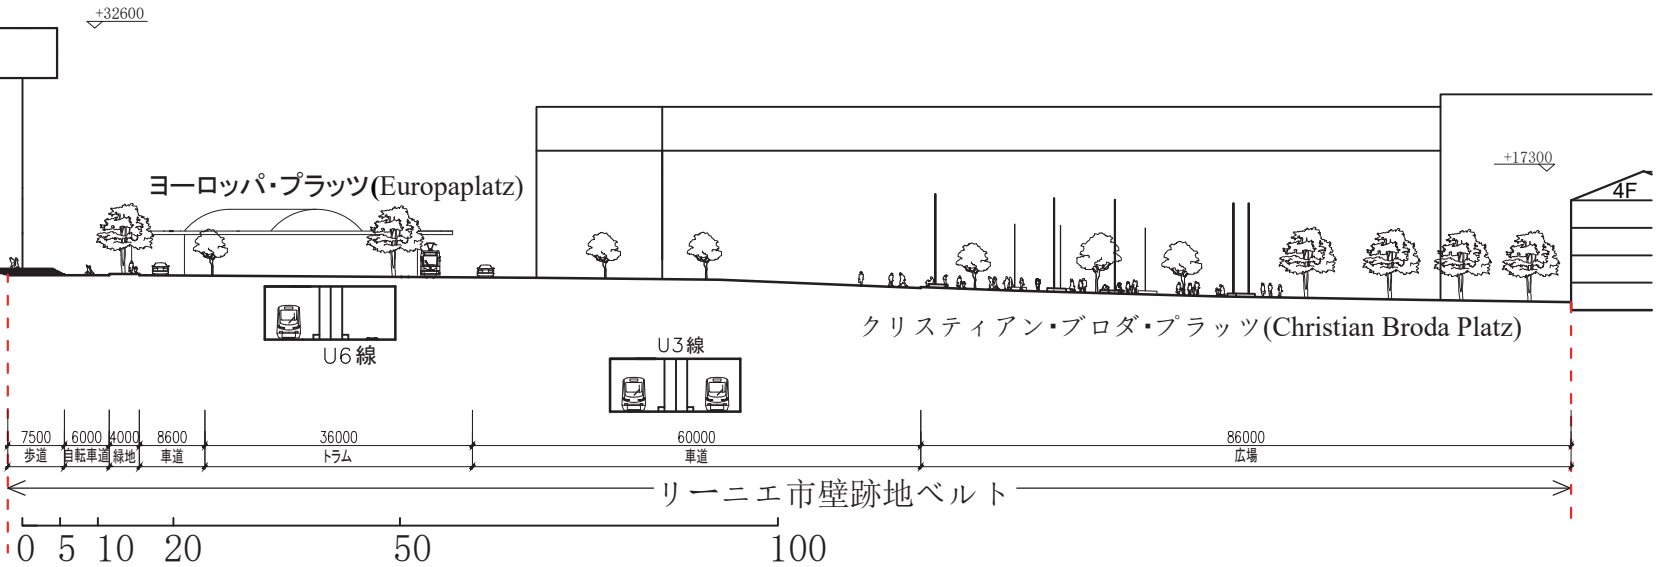 +32600
+17300
ヨーロッパ・プラッツ(Europaplatz)
4F
クリスティアン・ブロダ・プラッツ(Christian Broda Platz)
U6線
U3線
7500 6000 4000 8600 36000 60000 86000
歩道 自転車道 緑地 車道 トラム 車道 広場
リーニエ市壁跡地ベルト
0 5 10 20 50 100